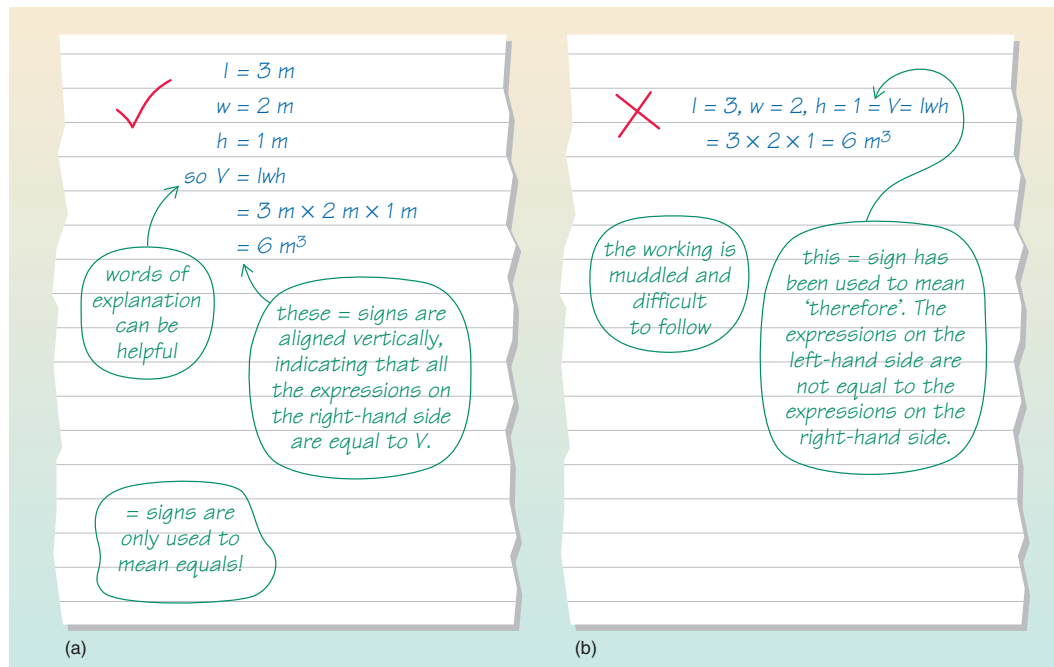 l = 3 m
w = 2 m
h = 1 m
so V = lwh
= 3 m × 2 m × 1 m
= 6 m³
words of
explanation
can be
helpful
these = signs are
aligned vertically,
indicating that all
the expressions on
the right-hand side
are equal to V.
= signs are
only used to
mean equals!
(a)
l = 3, w = 2, h = 1 = V= lwh
= 3 × 2 × 1 = 6 m³
the working is
muddled and
difficult
to follow
this = sign has
been used to mean
‘therefore’. The
expressions on the
left-hand side are
not equal to the
expressions on the
right-hand side.
(b)